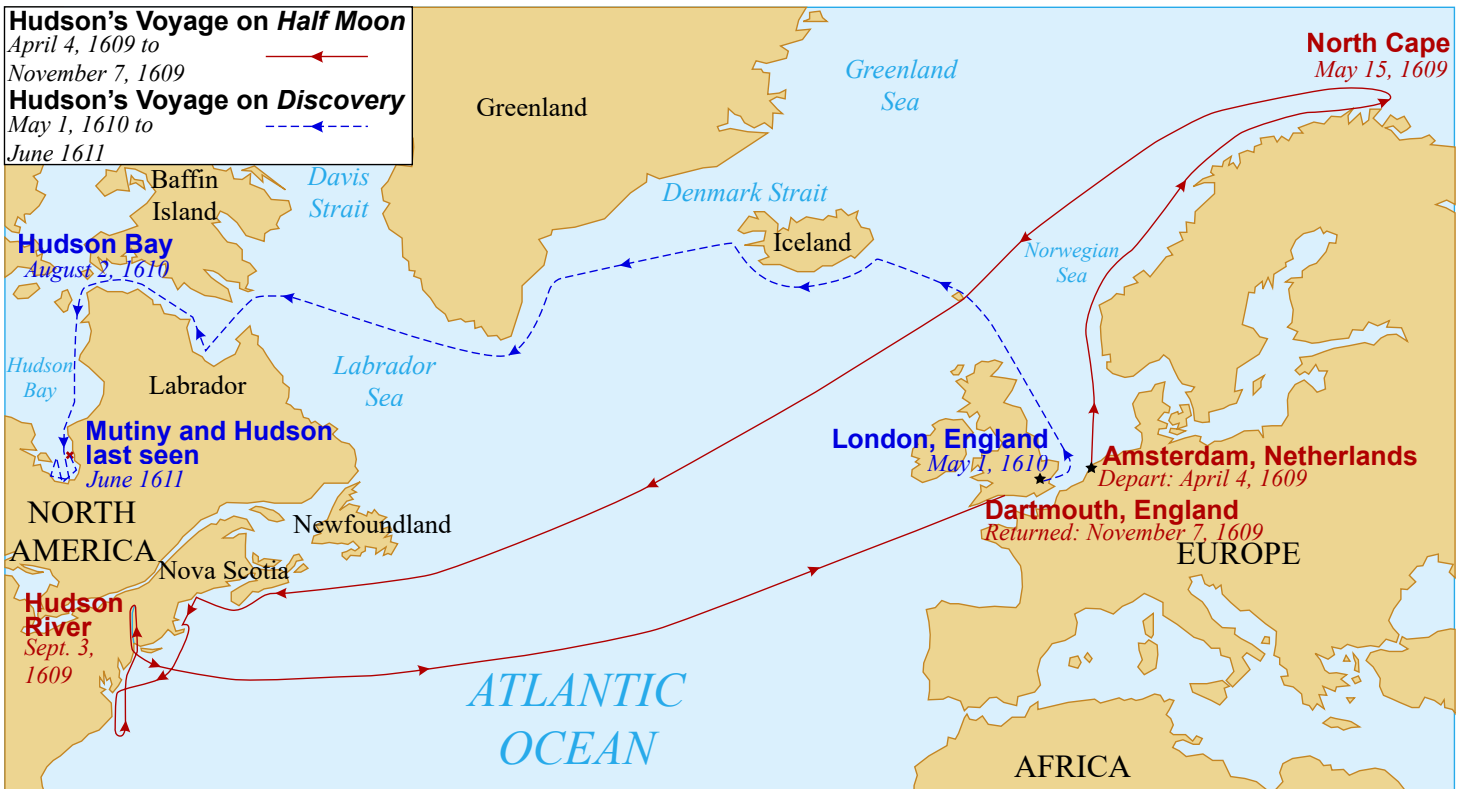 Hudson's Voyage on Half Moon
April 4, 1609 to
November 7, 1609
Hudson's Voyage on Discovery
May 1, 1610 to
June 1611
North Cape
May 15, 1609
Greenland
Sea
Greenland
Baffin
Island
Davis
Strait
Denmark Strait
Iceland
Norwegian
Sea
Hudson Bay
August 2, 1610
Hudson
Bay
Labrador
Labrador
Sea
Mutiny and Hudson
last seen
June 1611
London, England
May 1, 1610
Amsterdam, Netherlands
Depart: April 4, 1609
Dartmouth, England
Returned: November 7, 1609
NORTH
AMERICA
Newfoundland
Nova Scotia
EUROPE
Hudson
River
Sept. 3,
1609
ATLANTIC
OCEAN
AFRICA